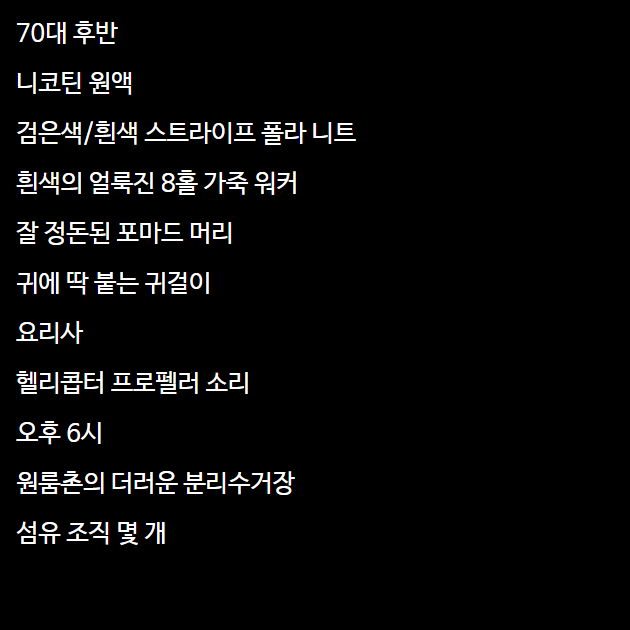 70대 후반
니코틴 원액
검은색/흰색 스트라이프 폴라 니트
흰색의 얼룩진 8홀 가죽 워커
잘 정돈된 포마드 머리
귀에 딱 붙는 귀걸이
요리사
헬리콥터 프로펠러 소리
오후 6시
원룸촌의 더러운 분리수거장
섬유 조직 몇 개